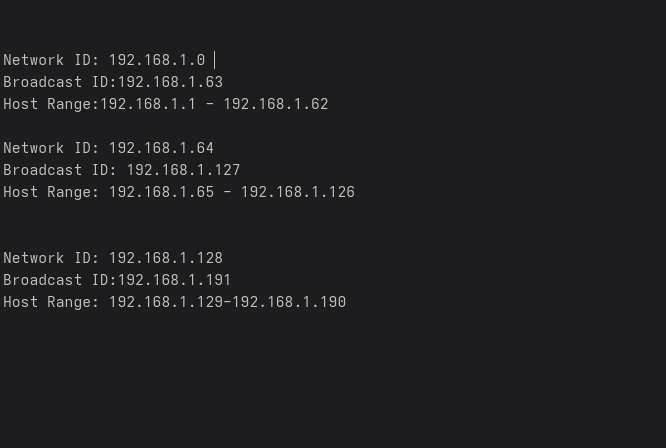 Network ID: 192.168.1.0
Broadcast ID:192.168.1.63
Host Range:192.168.1.1 - 192.168.1.62
Network ID: 192.168.1.64
Broadcast ID: 192.168.1.127
Host Range: 192.168.1.65 - 192.168.1.126
Network ID: 192.168.1.128
Broadcast ID:192.168.1.191
Host Range: 192.168.1.129-192.168.1.190